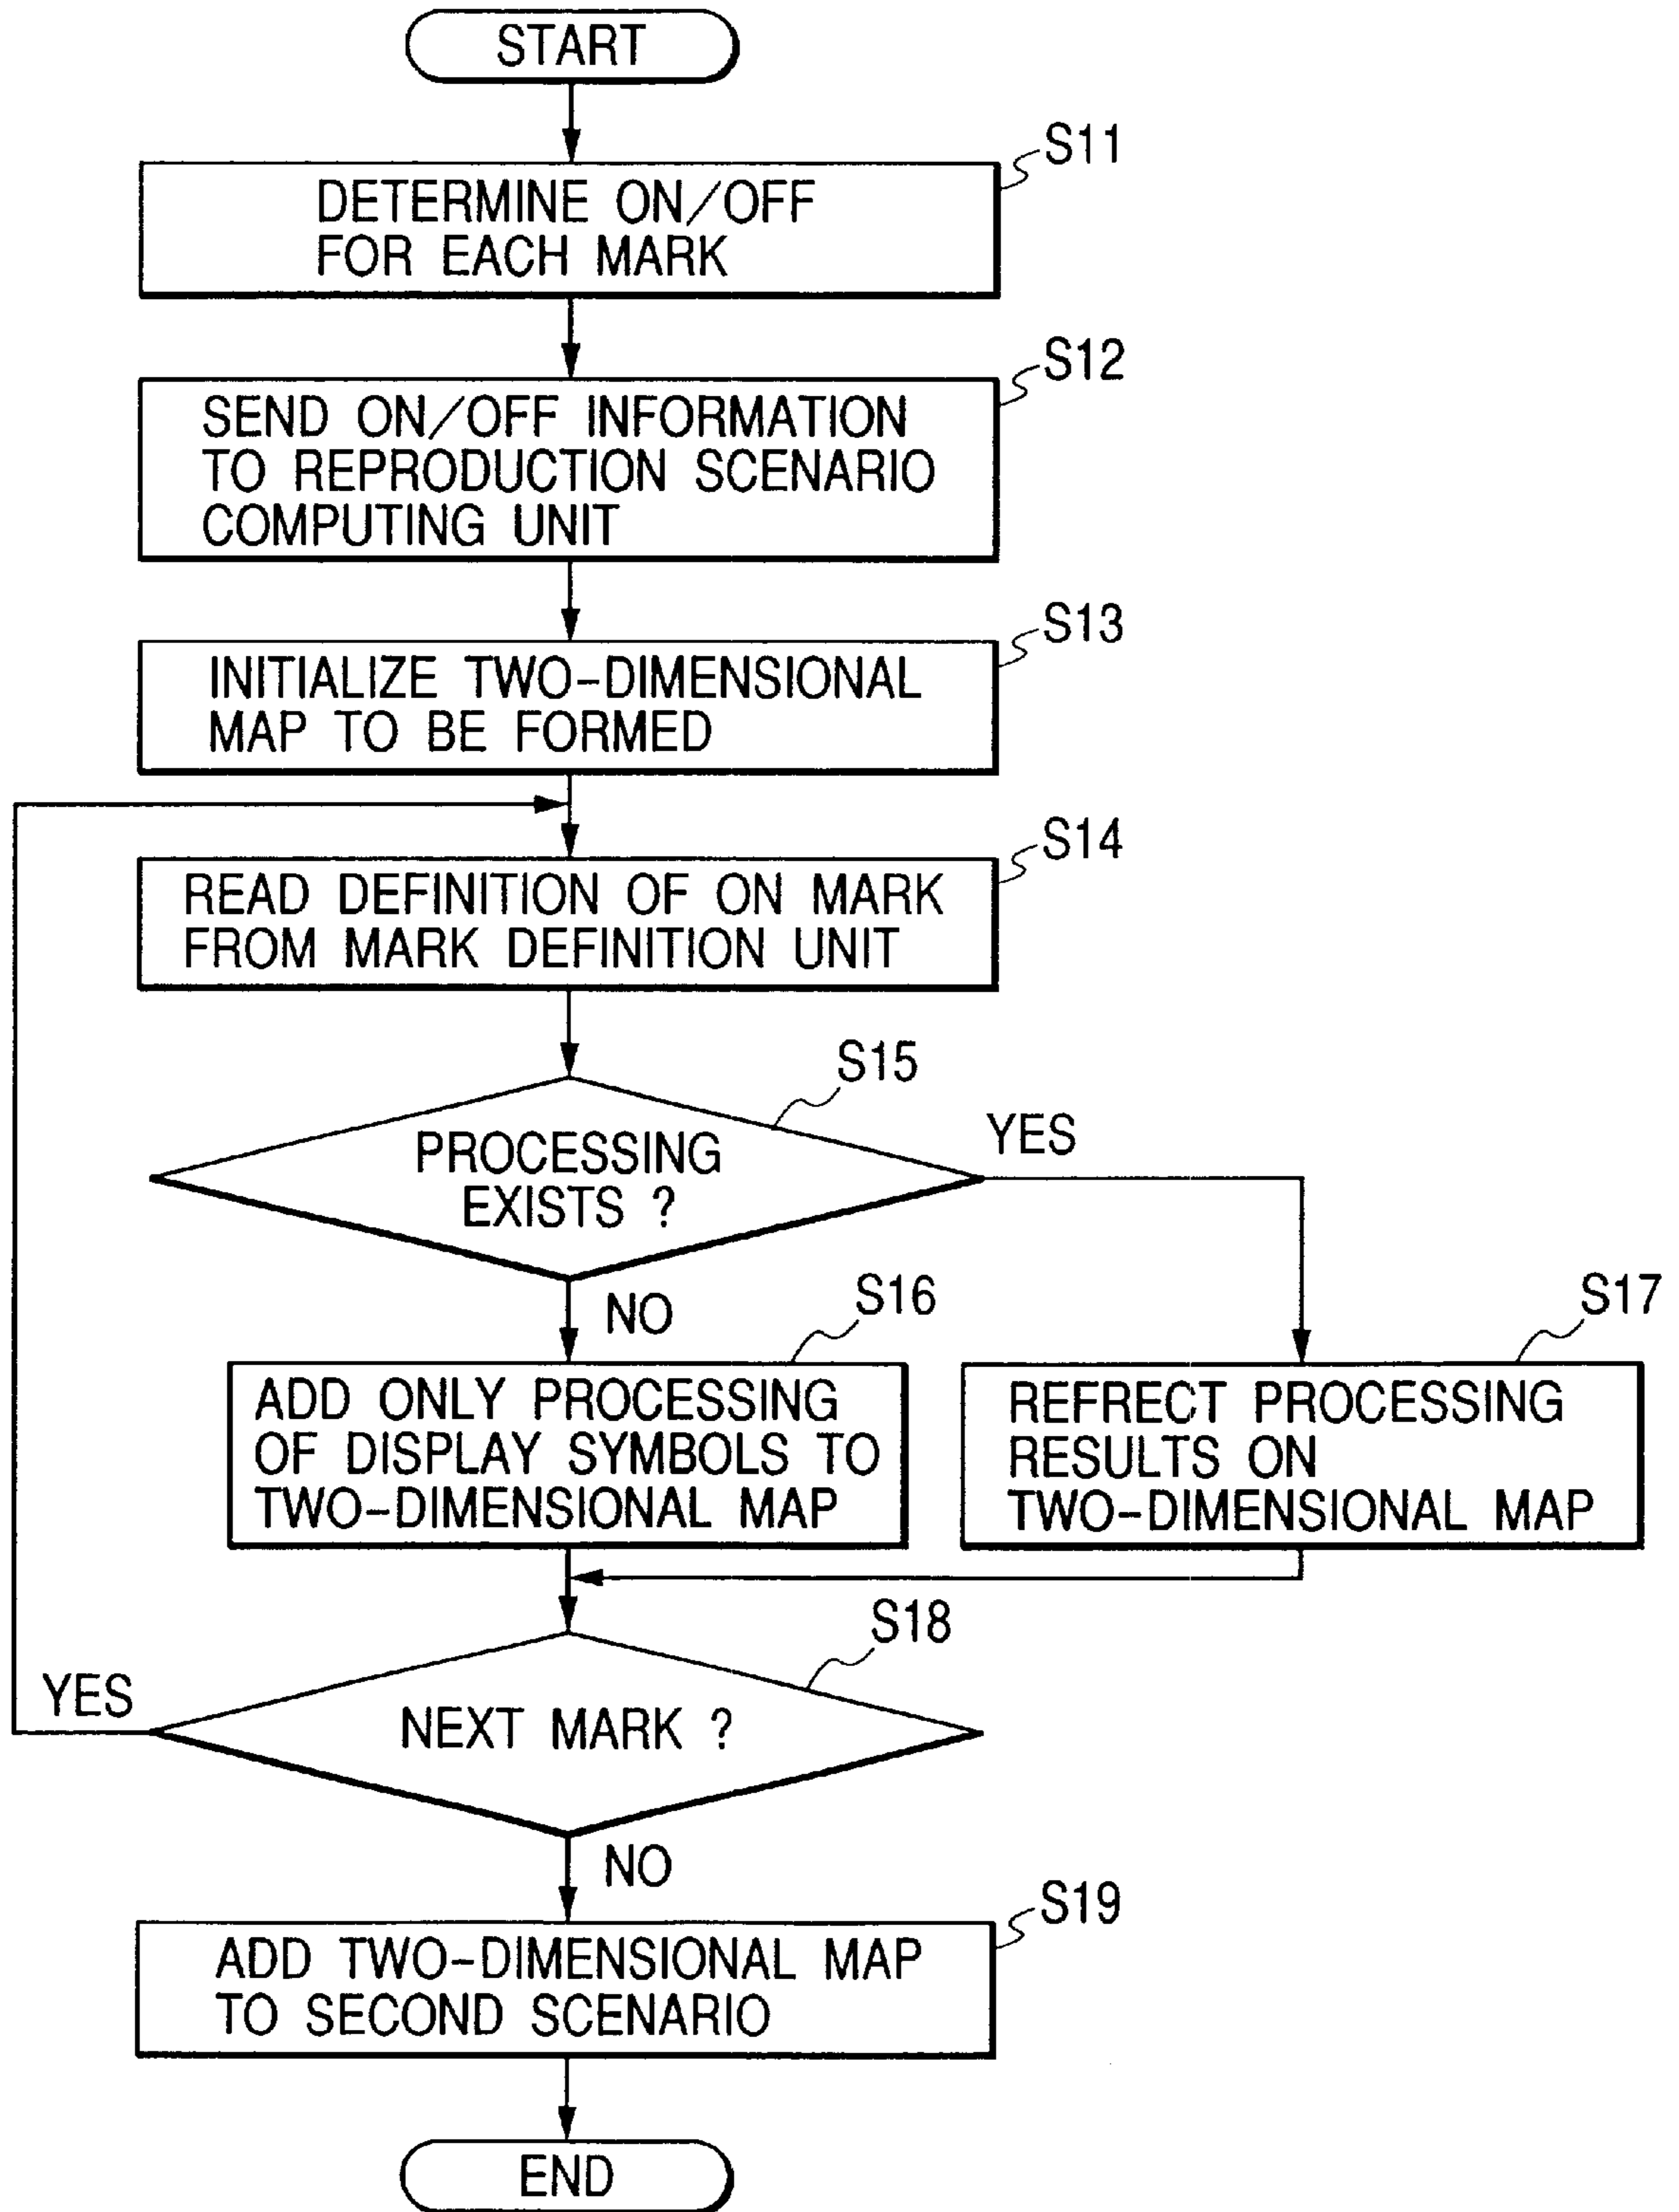 START
S11
DETERMINE ON/OFF
FOR EACH MARK
S12
SEND ON/OFF INFORMATION
TO REPRODUCTION SCENARIO
COMPUTING UNIT
S13
INITIALIZE TWO-DIMENSIONAL
MAP TO BE FORMED
S14
READ DEFINITION OF ON MARK
FROM MARK DEFINITION UNIT
S15
PROCESSING
EXISTS ?
YES
NO
S16
ADD ONLY PROCESSING
OF DISPLAY SYMBOLS TO
TWO-DIMENSIONAL MAP
S17
REFRECT PROCESSING
RESULTS ON
TWO-DIMENSIONAL MAP
S18
YES
NEXT MARK ?
NO
S19
ADD TWO-DIMENSIONAL MAP
TO SECOND SCENARIO
END